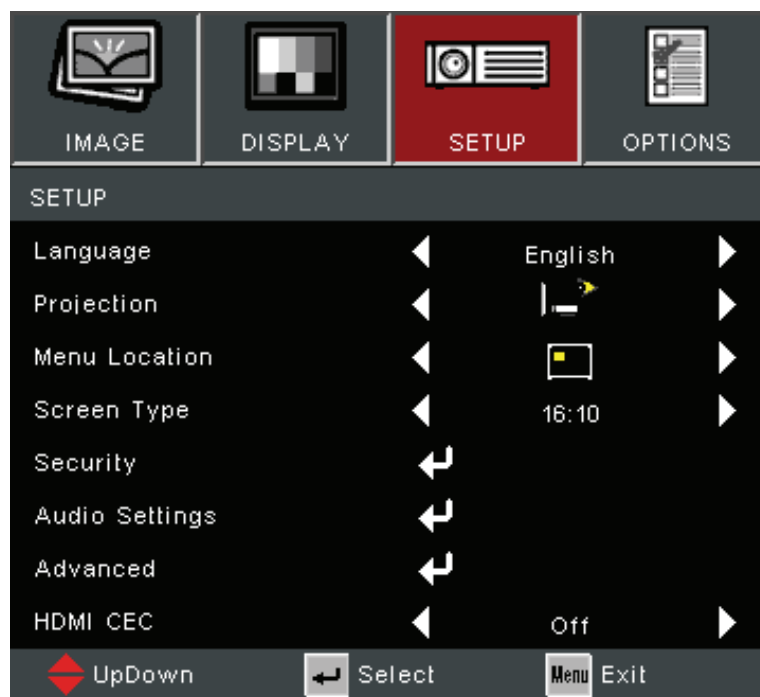 IMAGE DISPLAY SETUP OPTIONS
SETUP
Language English
Projection
Menu Location
Screen Type 16:10
Security
Audio Settings
Advanced
HDMI CEC Off
UpDown Select Menu Exit